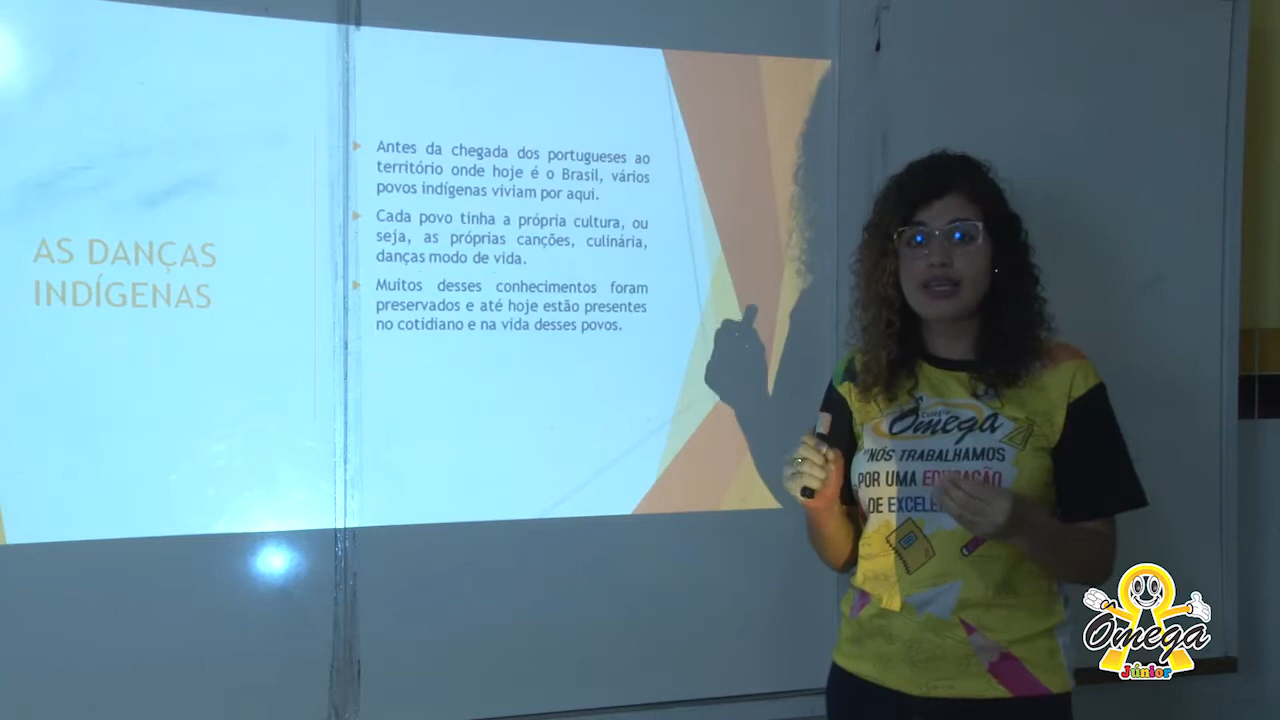 AS DANÇAS
INDÍGENAS
Antes da chegada dos portugueses ao
território onde hoje é o Brasil, vários
povos indígenas viviam por aqui.
Cada povo tinha a própria cultura, ou
seja, as próprias canções, culinária,
danças modo de vida.
Muitos desses conhecimentos foram
preservados e até hoje estão presentes
no cotidiano e na vida desses povos.
Colégio
Ômega
"NÓS TRABALHAMOS
POR UMA EDUCAÇÃO
DE EXCELÊN
Ômega
Júnior